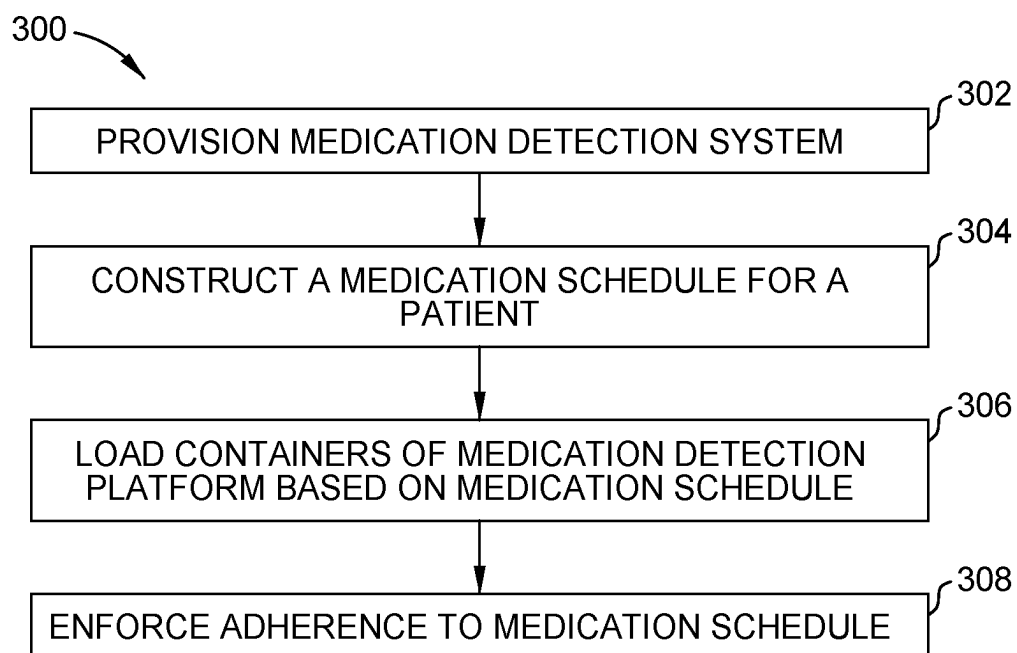 300
302
PROVISION MEDICATION DETECTION SYSTEM
304
CONSTRUCT A MEDICATION SCHEDULE FOR A
PATIENT
306
LOAD CONTAINERS OF MEDICATION DETECTION
PLATFORM BASED ON MEDICATION SCHEDULE
308
ENFORCE ADHERENCE TO MEDICATION SCHEDULE